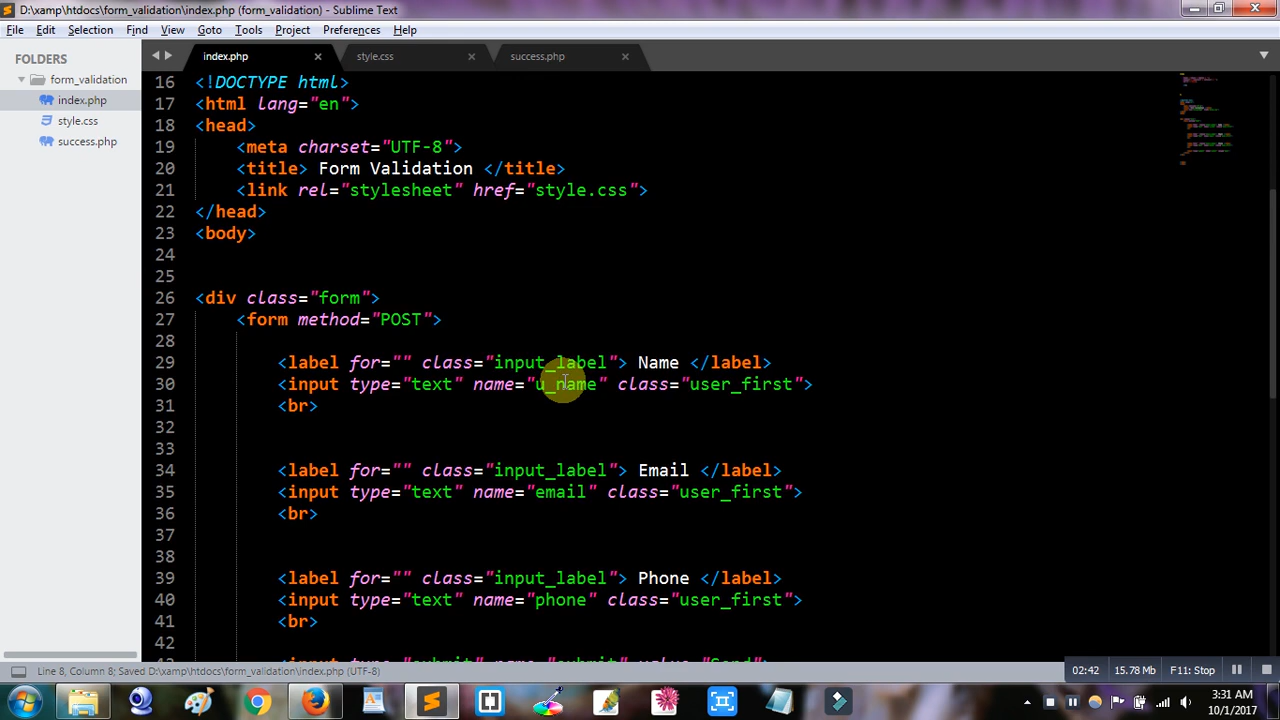 D:\xamp\htdocs\form_validation\index.php (form_validation) - Sublime Text
File Edit Selection Find View Goto Tools Project Preferences Help
FOLDERS
form_validation
index.php
style.css
success.php
index.php style.css success.php
16 <!DOCTYPE html>
17 <html lang="en">
18 <head>
19 <meta charset="UTF-8">
20 <title> Form Validation </title>
21 <link rel="stylesheet" href="style.css">
22 </head>
23 <body>
24
25
26 <div class="form">
27 <form method="POST">
28
29 <label for="" class="input_label"> Name </label>
30 <input type="text" name="u_name" class="user_first">
31 <br>
32
33
34 <label for="" class="input_label"> Email </label>
35 <input type="text" name="email" class="user_first">
36 <br>
37
38
39 <label for="" class="input_label"> Phone </label>
40 <input type="text" name="phone" class="user_first">
41 <br>
42
43 <input type="submit" name="submit" value="Send">
Line 8, Column 8; Saved D:\xamp\htdocs\form_validation\index.php (UTF-8)
02:42 15.78 Mb F11: Stop
3:31 AM
10/1/2017